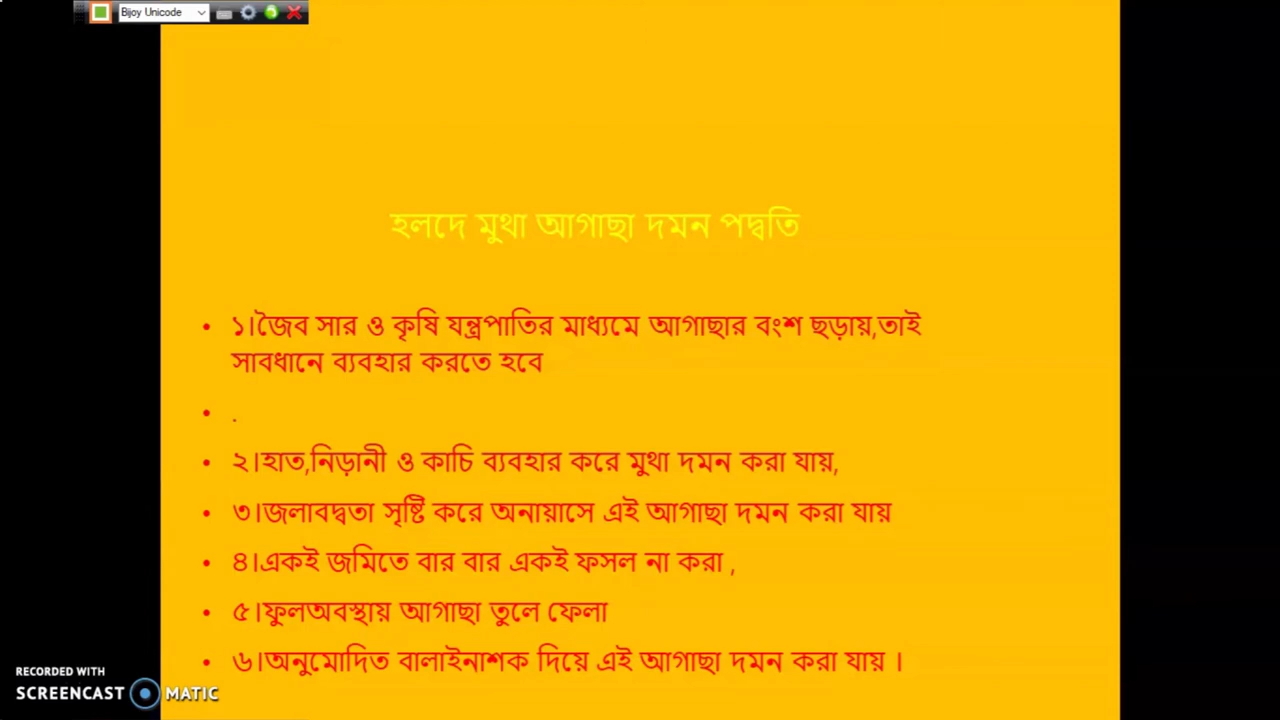 Bijoy Unicode
হলদে মুথা আগাছা দমন পদ্বতি
• ১।জৈব সার ও কৃষি যন্ত্রপাতির মাধ্যমে আগাছার বংশ ছড়ায়,তাই
সাবধানে ব্যবহার করতে হবে
• .
• ২।হাত,নিড়ানী ও কাচি ব্যবহার করে মুথা দমন করা যায়,
• ৩।জলাবদ্বতা সৃষ্টি করে অনায়াসে এই আগাছা দমন করা যায়
• ৪।একই জমিতে বার বার একই ফসল না করা ,
• ৫।ফুলঅবস্থায় আগাছা তুলে ফেলা
• ৬।অনুমোদিত বালাইনাশক দিয়ে এই আগাছা দমন করা যায় ।
RECORDED WITH
SCREENCAST MATIC